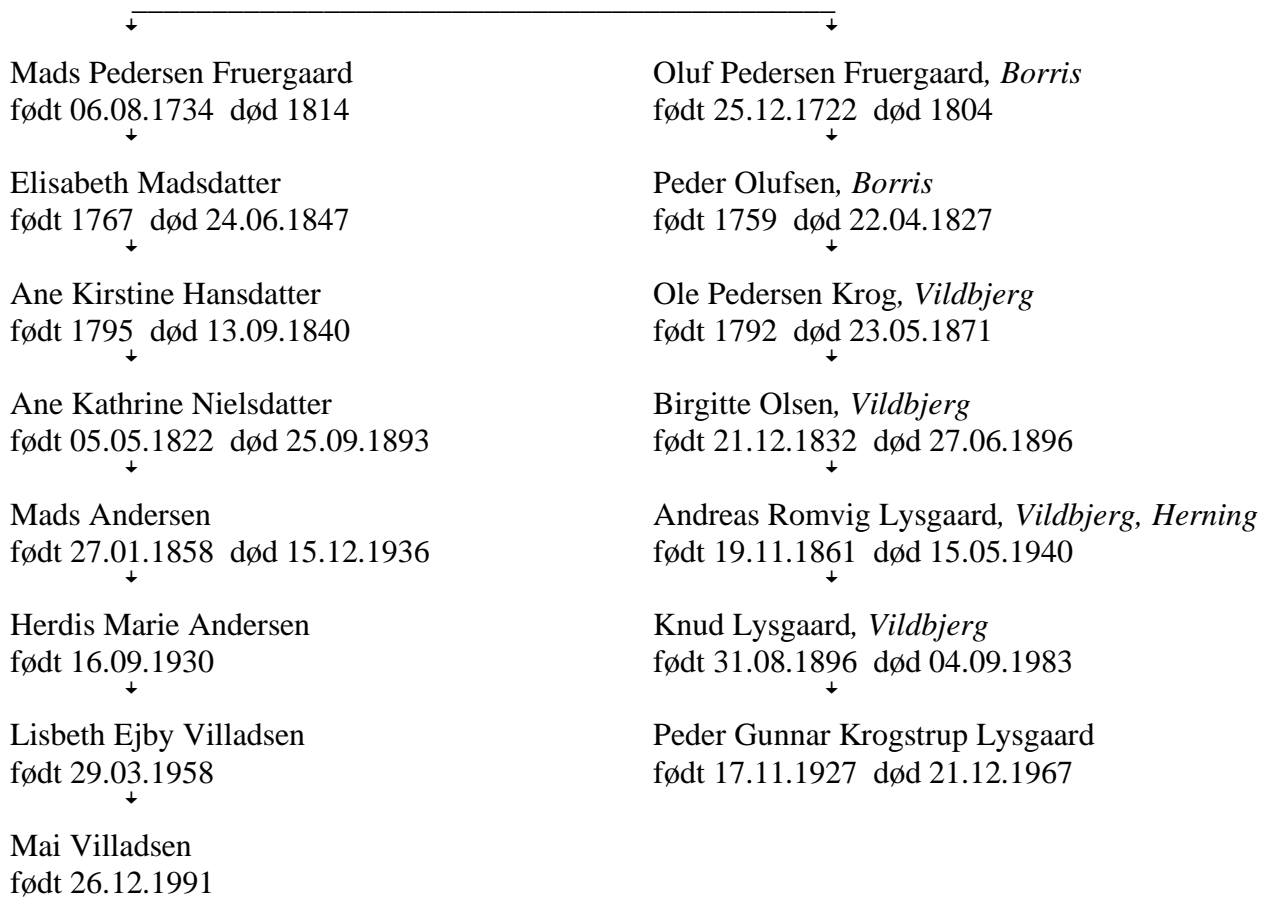 Mads Pedersen Fruergaard
født 06.08.1734 død 1814
Elisabeth Madsdatter
født 1767 død 24.06.1847
Ane Kirstine Hansdatter
født 1795 død 13.09.1840
Ane Kathrine Nielsdatter
født 05.05.1822 død 25.09.1893
Mads Andersen
født 27.01.1858 død 15.12.1936
Herdis Marie Andersen
født 16.09.1930
Lisbeth Ejby Villadsen
født 29.03.1958
Mai Villadsen
født 26.12.1991
Oluf Pedersen Fruergaard, Borris
født 25.12.1722 død 1804
Peder Olufsen, Borris
født 1759 død 22.04.1827
Ole Pedersen Krog, Vildbjerg
født 1792 død 23.05.1871
Birgitte Olsen, Vildbjerg
født 21.12.1832 død 27.06.1896
Andreas Romvig Lysgaard, Vildbjerg, Herning
født 19.11.1861 død 15.05.1940
Knud Lysgaard, Vildbjerg
født 31.08.1896 død 04.09.1983
Peder Gunnar Krogstrup Lysgaard
født 17.11.1927 død 21.12.1967